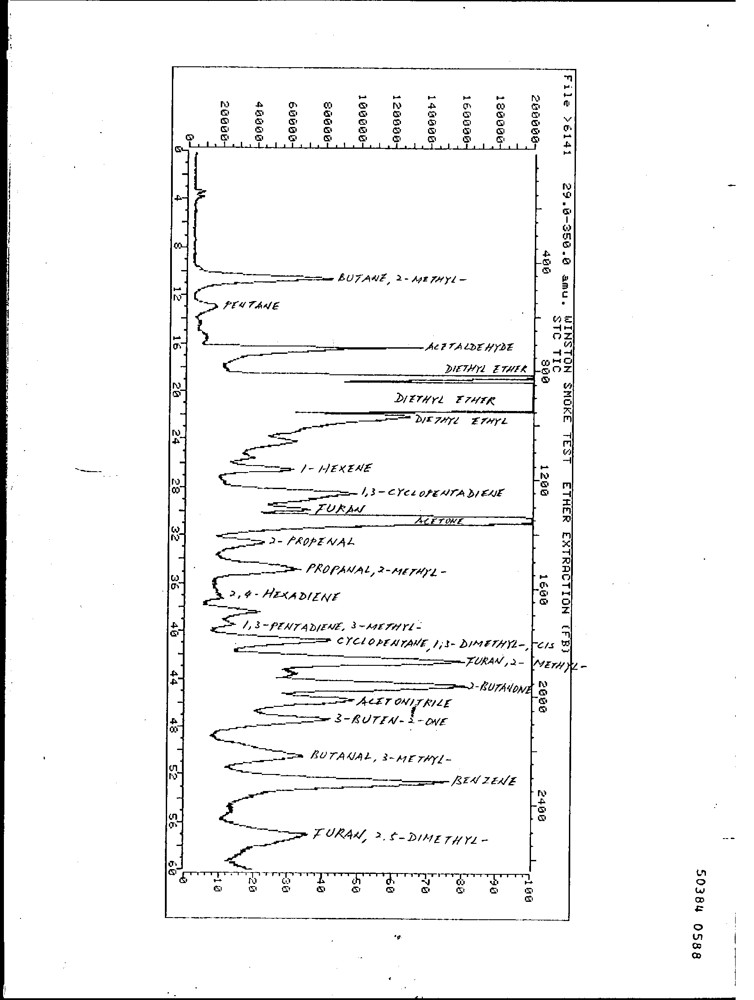 File >6141 29.0-350.0 amu. WINSTON SMOKE TEST ETHER EXTRACTION (FB)
STC TIC
400 800 1200 1600 2000 2400
200000
180000
160000
140000
120000
100000
80000
60000
40000
20000
0
0 4 8 12 16 20 24 28 32 36 40 44 48 52 56 60
100
90
80
70
60
50
40
30
20
10
0
BUTANE, 2-METHYL-
PENTANE
ACETALDEHYDE
DIETHYL ETHER
DIETHYL ETHER
DIETHYL ETHYL
1-HEXENE
1,3-CYCLOPENTADIENE
FURAN
ACETONE
2-PROPENAL
PROPANAL, 2-METHYL-
2,4-HEXADIENE
1,3-PENTADIENE, 3-METHYL-
CYCLOPENTANE, 1,3-DIMETHYL-, CIS
FURAN, 2-METHYL-
2-BUTANONE
ACETONITRILE
3-BUTEN-2-ONE
BUTANAL, 3-METHYL-
BENZENE
FURAN, 2.5-DIMETHYL-
50384 0588